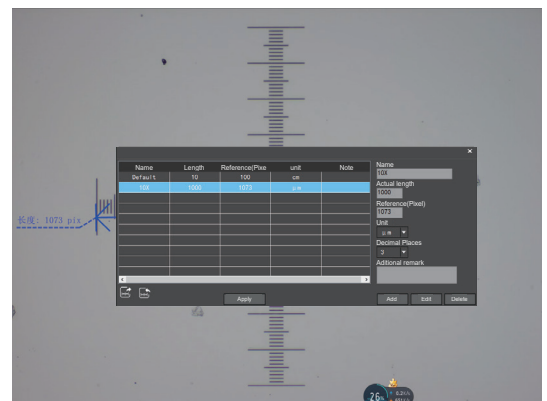 ×
Name Length Reference(Pixe unit Note
Default 10 100 cm
10X 1000 1073 μm
Name
10X
Actual length
1000
Reference(Pixel)
1073
Unit
μm
Decimal Places
3
Aditional remark
长度: 1073 pix
Apply
Add Edit Delete
26%